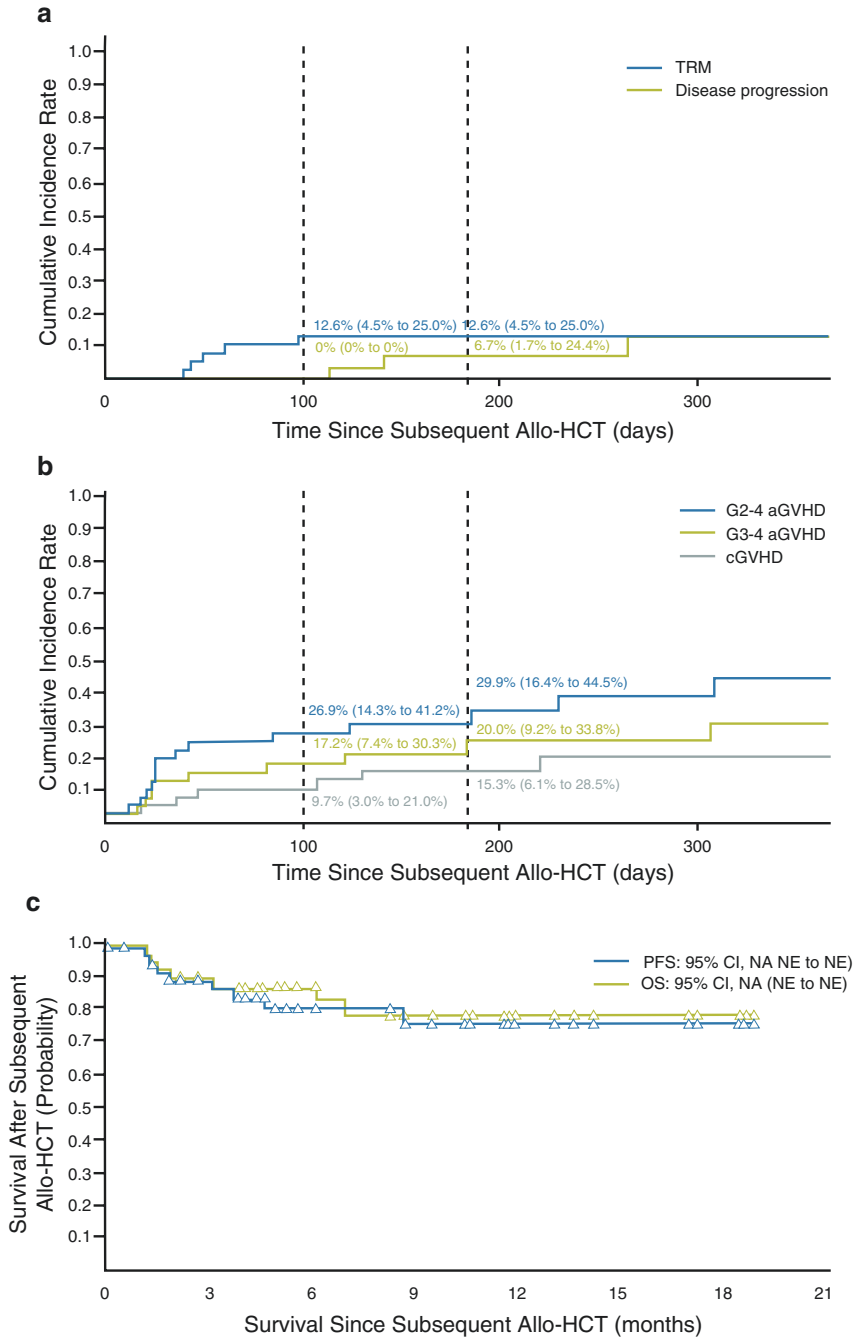 a
1.0
0.9
0.8
0.7
0.6
0.5
0.4
0.3
0.2
0.1
Cumulative Incidence Rate
TRM
Disease progression
12.6% (4.5% to 25.0%) 12.6% (4.5% to 25.0%)
0% (0% to 0%)
6.7% (1.7% to 24.4%)
0
100
200
300
Time Since Subsequent Allo-HCT (days)
b
1.0
0.9
0.8
0.7
0.6
0.5
0.4
0.3
0.2
0.1
Cumulative Incidence Rate
G2-4 aGVHD
G3-4 aGVHD
cGVHD
26.9% (14.3% to 41.2%)
29.9% (16.4% to 44.5%)
17.2% (7.4% to 30.3%)
20.0% (9.2% to 33.8%)
9.7% (3.0% to 21.0%)
15.3% (6.1% to 28.5%)
0
100
200
300
Time Since Subsequent Allo-HCT (days)
c
1.0
0.9
0.8
0.7
0.6
0.5
0.4
0.3
0.2
0.1
Survival After Subsequent
Allo-HCT (Probability)
PFS: 95% CI, NA NE to NE)
OS: 95% CI, NA (NE to NE)
0
3
6
9
12
15
18
21
Survival Since Subsequent Allo-HCT (months)